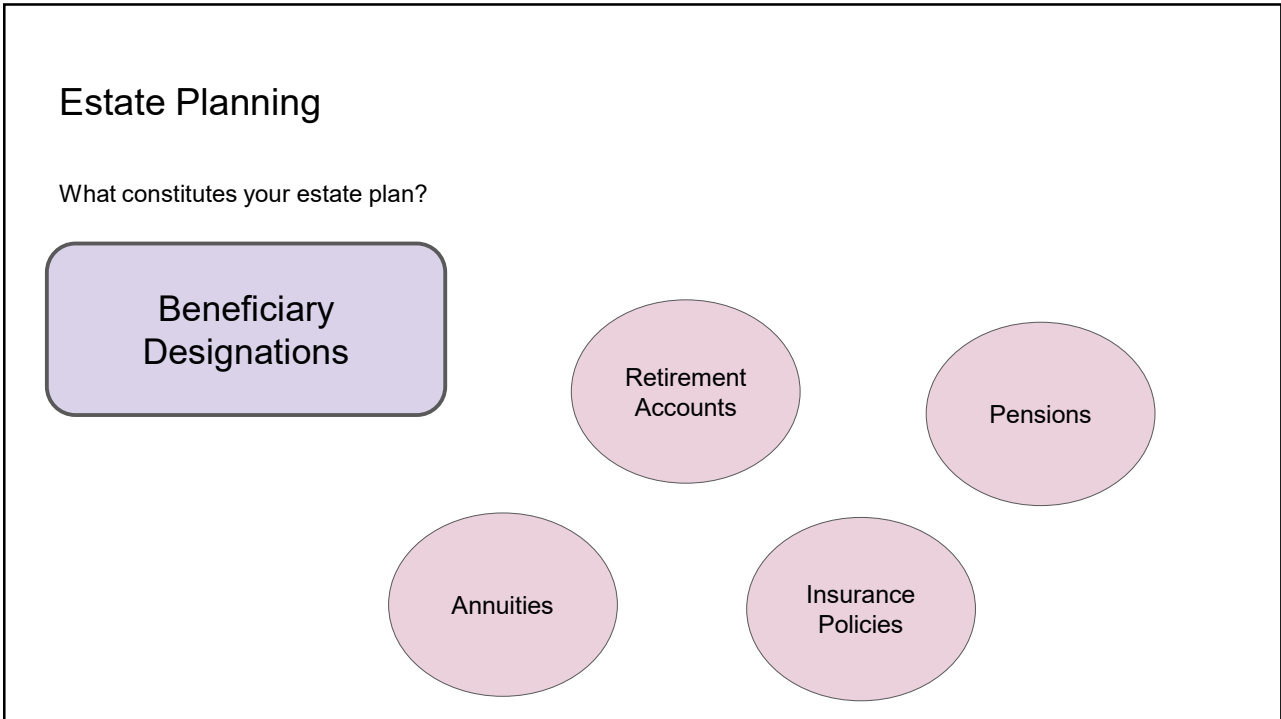 Estate Planning
What constitutes your estate plan?
Beneficiary
Designations
Retirement
Accounts
Pensions
Annuities
Insurance
Policies